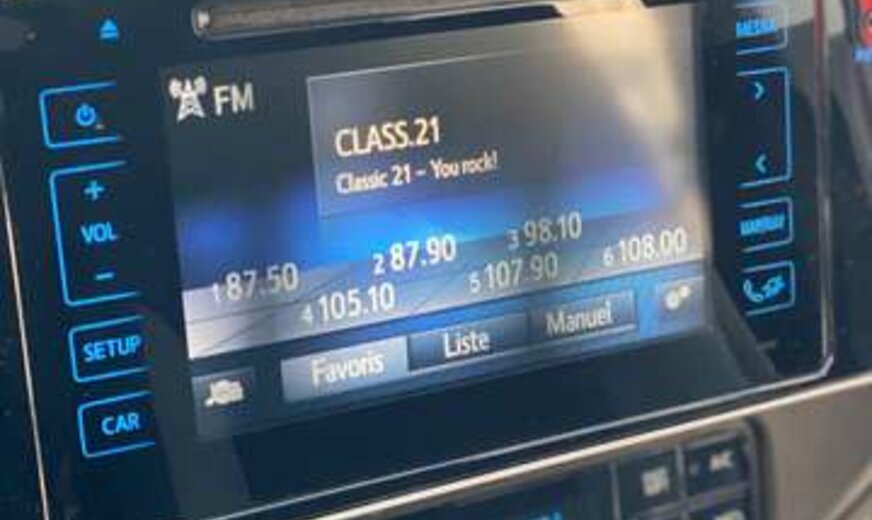 MEDIA
FM
CLASS.21
Classic 21 - You rock!
VOL
1 87.50
2 87.90
3 98.10
4 105.10
5 107.90
6 108.00
SETUP
Favoris
Liste
Manuel
CAR